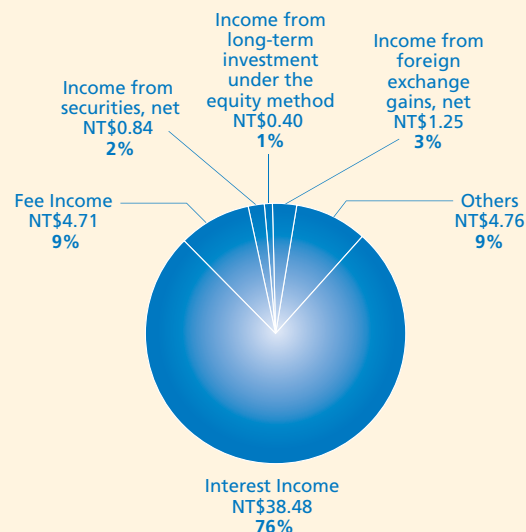 Income from
long-term
investment
under the
equity method
NT$0.40
1%
Income from
foreign
exchange
gains, net
NT$1.25
3%
Income from
securities, net
NT$0.84
2%
Fee Income
NT$4.71
9%
Others
NT$4.76
9%
Interest Income
NT$38.48
76%